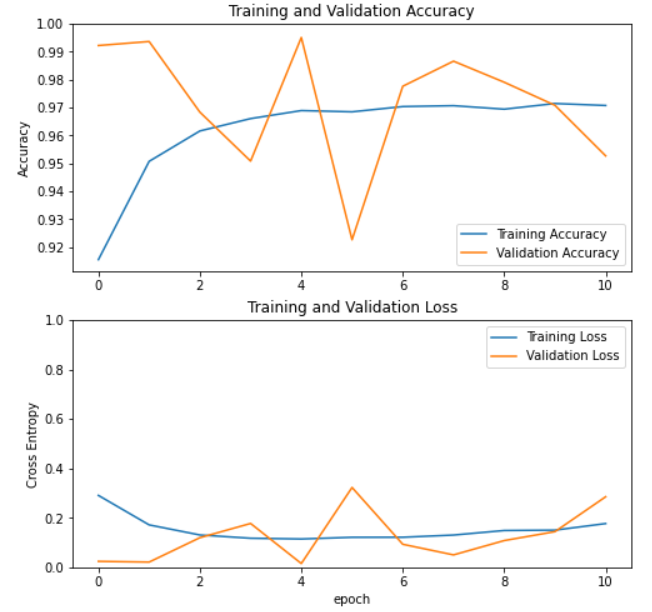 Training and Validation Accuracy
1.00
0.99
0.98
0.97
0.96
0.95
0.94
0.93
0.92
Accuracy
Training Accuracy
Validation Accuracy
0 2 4 6 8 10
Training and Validation Loss
1.0
0.8
0.6
0.4
0.2
0.0
Cross Entropy
Training Loss
Validation Loss
0 2 4 6 8 10
epoch